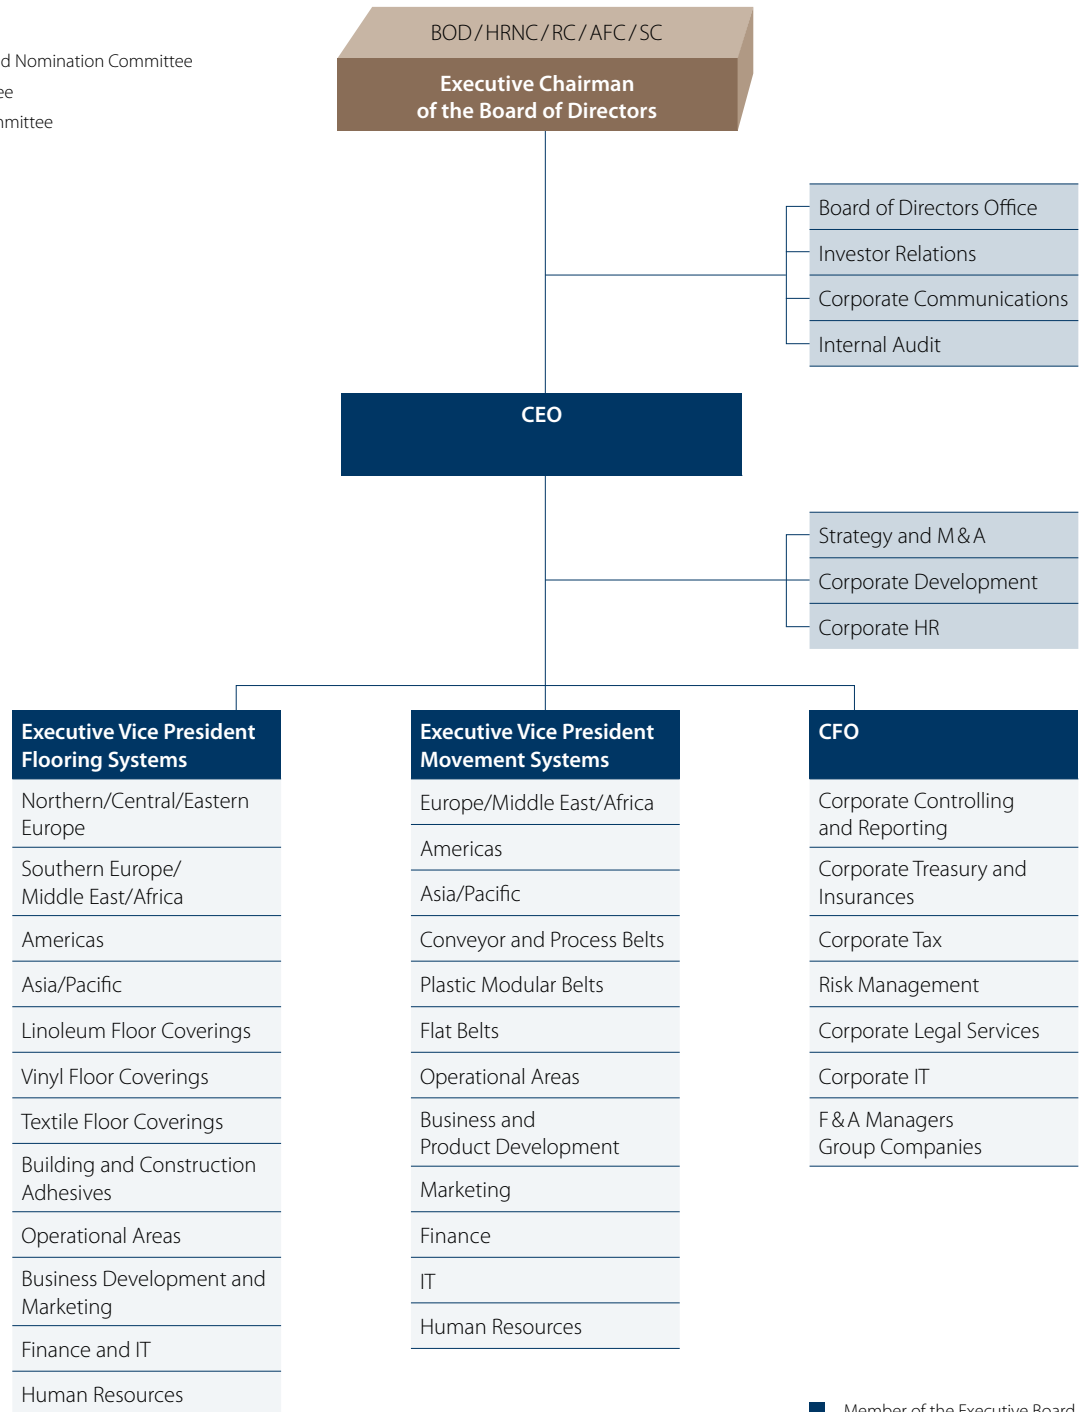 BOD / HRNC / RC / AFC / SC
Nomination Committee
Executive Chairman
of the Board of Directors
Board of Directors Office
Investor Relations
Corporate Communications
Internal Audit
CEO
Strategy and M & A
Corporate Development
Corporate HR
Executive Vice President
Flooring Systems
Northern/Central/Eastern
Europe
Southern Europe/
Middle East/Africa
Americas
Asia/Pacific
Linoleum Floor Coverings
Vinyl Floor Coverings
Textile Floor Coverings
Building and Construction
Adhesives
Operational Areas
Business Development and
Marketing
Finance and IT
Human Resources
Executive Vice President
Movement Systems
Europe/Middle East/Africa
Americas
Asia/Pacific
Conveyor and Process Belts
Plastic Modular Belts
Flat Belts
Operational Areas
Business and
Product Development
Marketing
Finance
IT
Human Resources
CFO
Corporate Controlling
and Reporting
Corporate Treasury and
Insurances
Corporate Tax
Risk Management
Corporate Legal Services
Corporate IT
F & A Managers
Group Companies
Member of the Executive Board